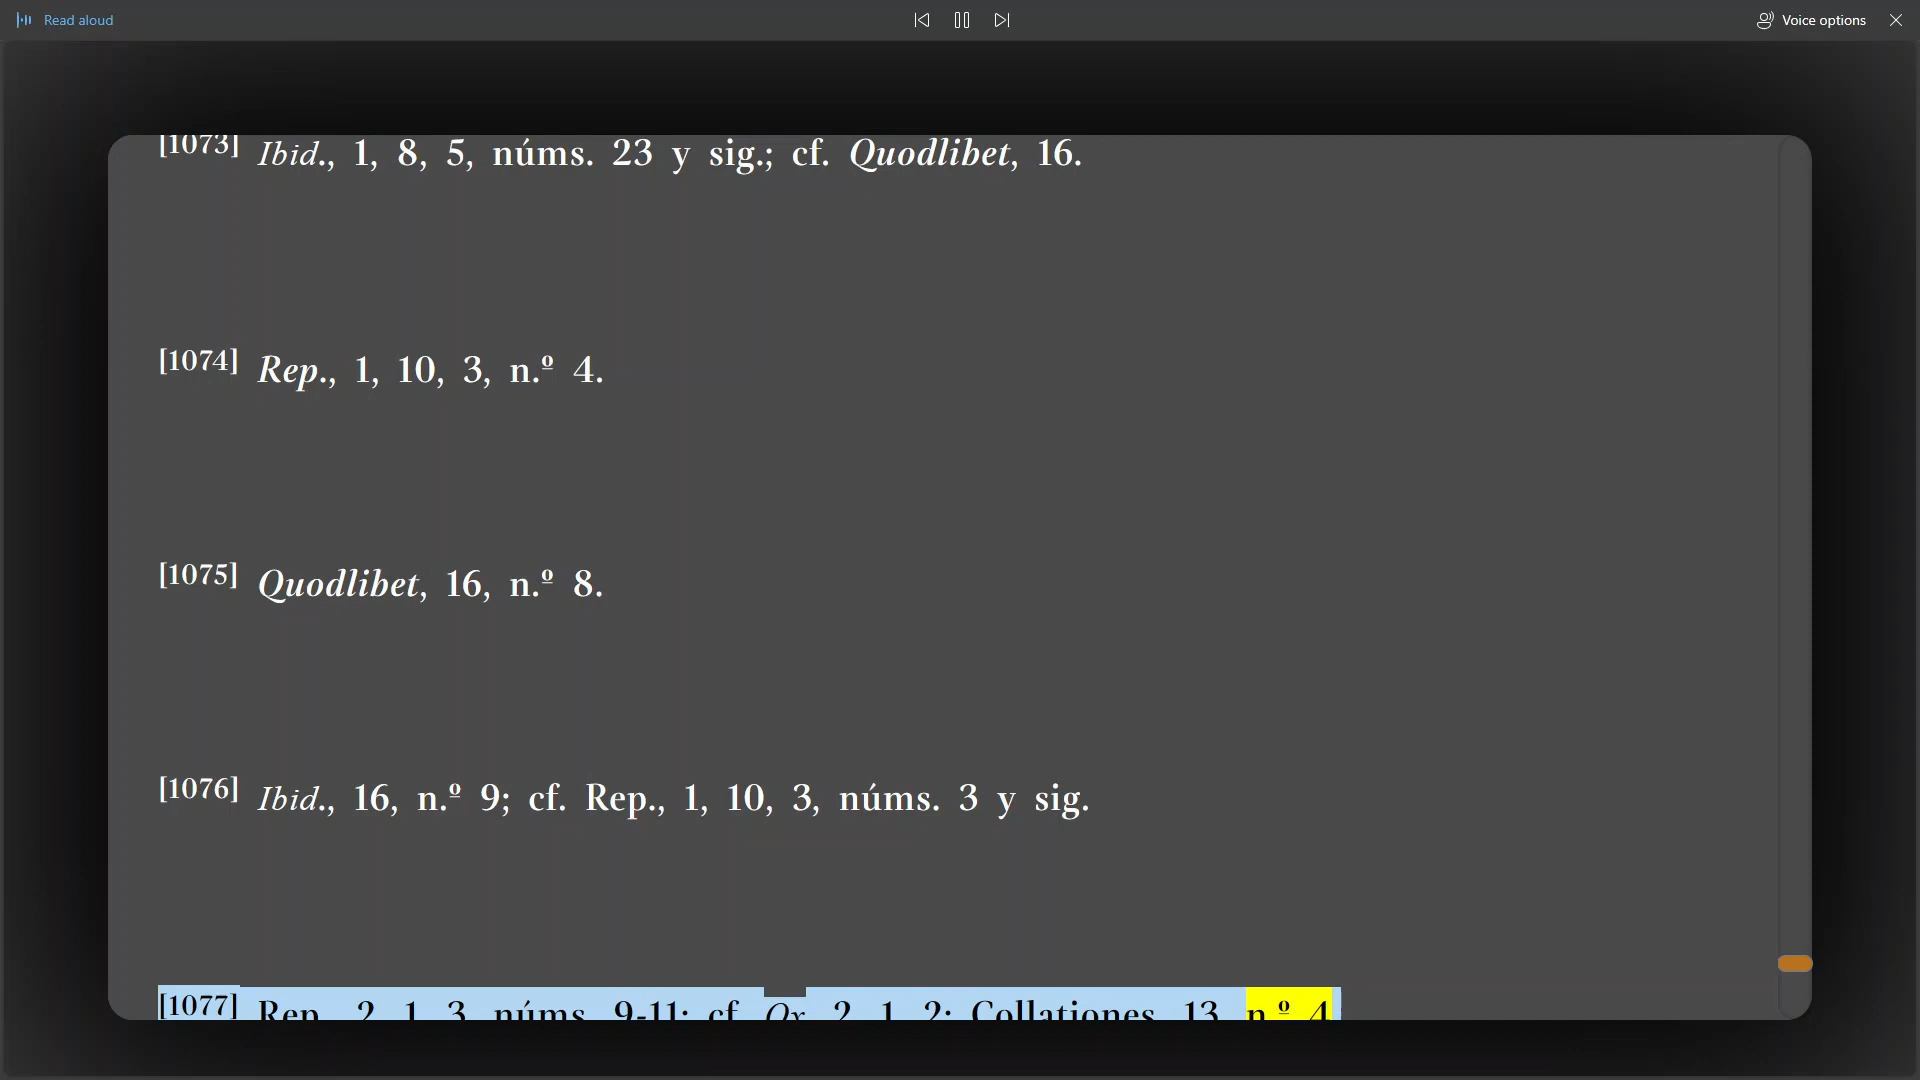 Read aloud
Voice options
[1073] Ibid., 1, 8, 5, núms. 23 y sig.; cf. Quodlibet, 16.
[1074] Rep., 1, 10, 3, n.º 4.
[1075] Quodlibet, 16, n.º 8.
[1076] Ibid., 16, n.º 9; cf. Rep., 1, 10, 3, núms. 3 y sig.
[1077] Rep., 2, 1, 3, núms. 9-11; cf. Ox., 2, 1, 2; Collationes, 13, n.º 4